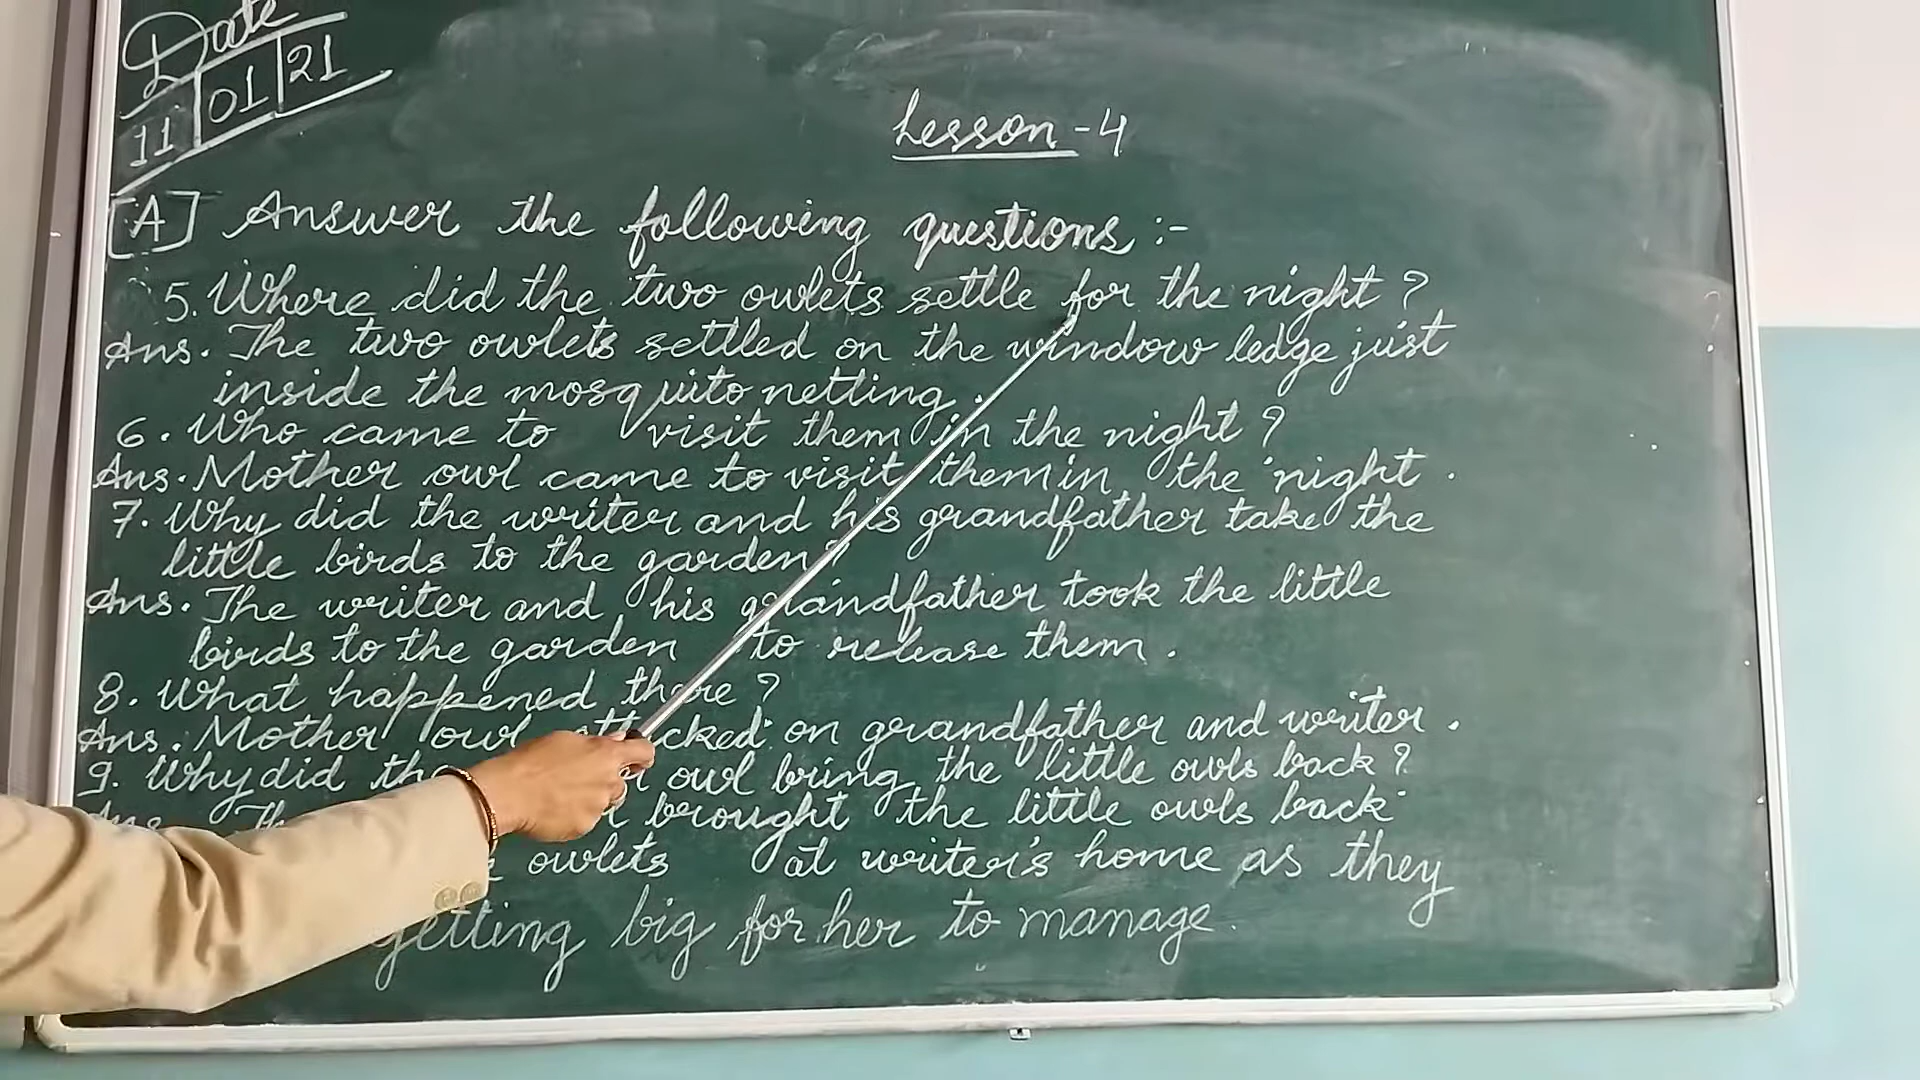 Date
11 01 21
Lesson - 4
[A] Answer the following questions :-
5. Where did the two owlets settle for the night ?
Ans. The two owlets settled on the window ledge just
inside the mosquito netting.
6. Who came to visit them in the night ?
Ans. Mother owl came to visit them in the night .
7. Why did the writer and his grandfather take the
little birds to the garden?
Ans. The writer and his grandfather took the little
birds to the garden to release them .
8. What happened there ?
Ans. Mother owl on grandfather and writer .
9. Why did owl bring the little owls back ?
Ans. brought the little owls back
owlets at writer's home as they
getting big for her to manage.